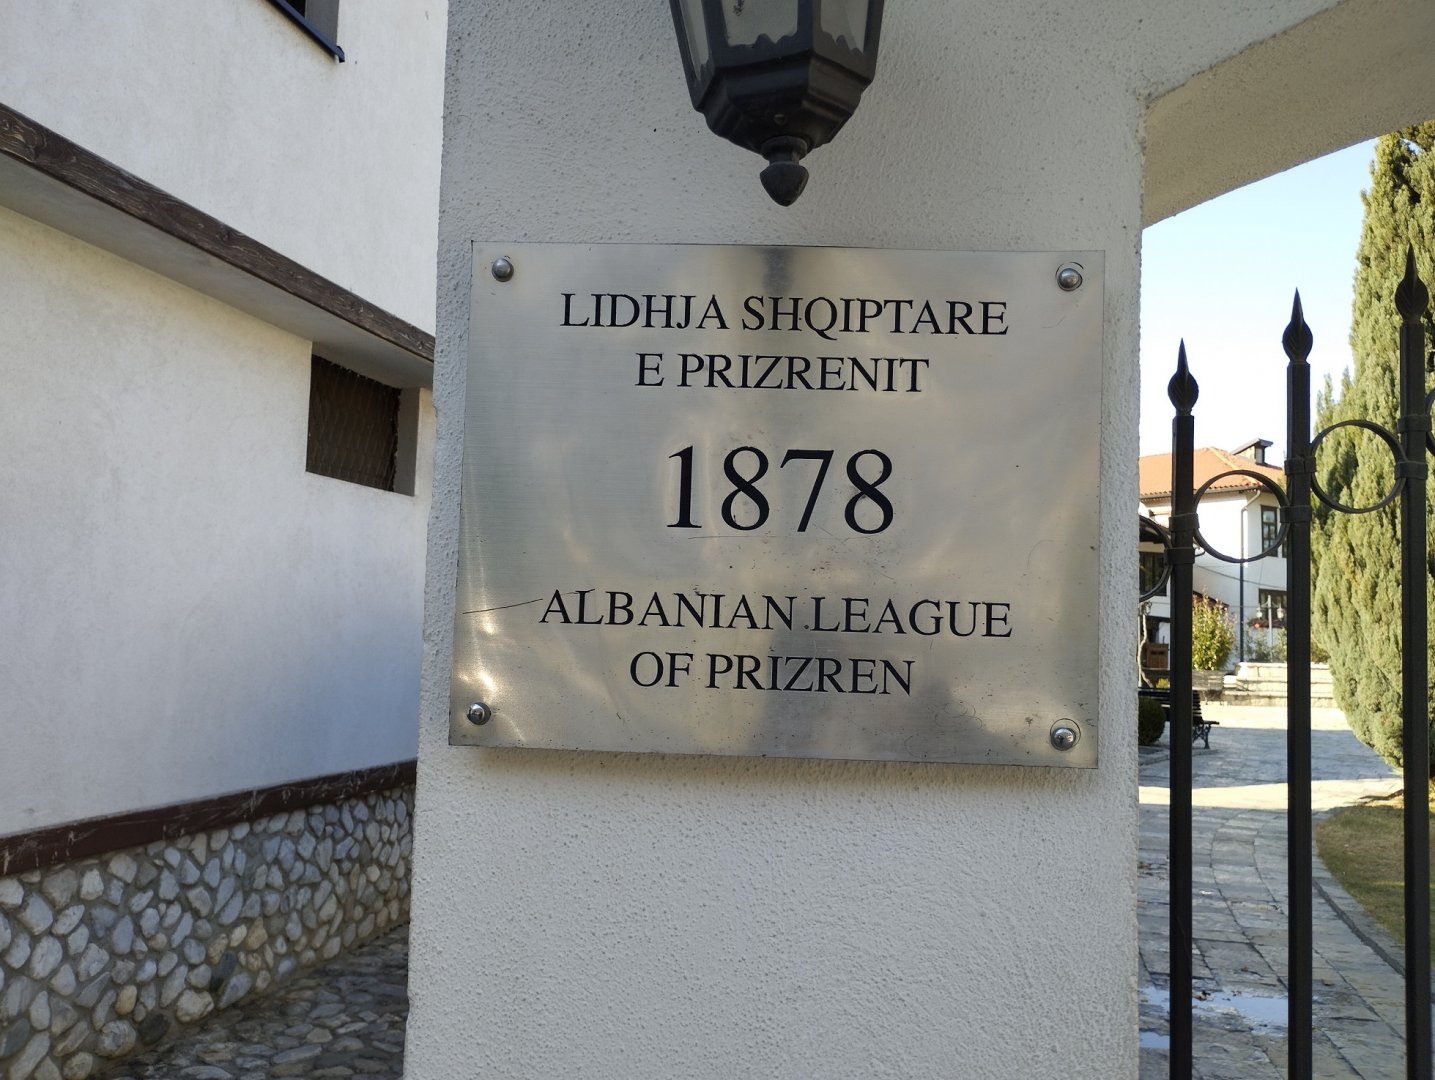 LIDHJA SHQIPTARE
E PRIZRENIT
1878
ALBANIAN LEAGUE
OF PRIZREN